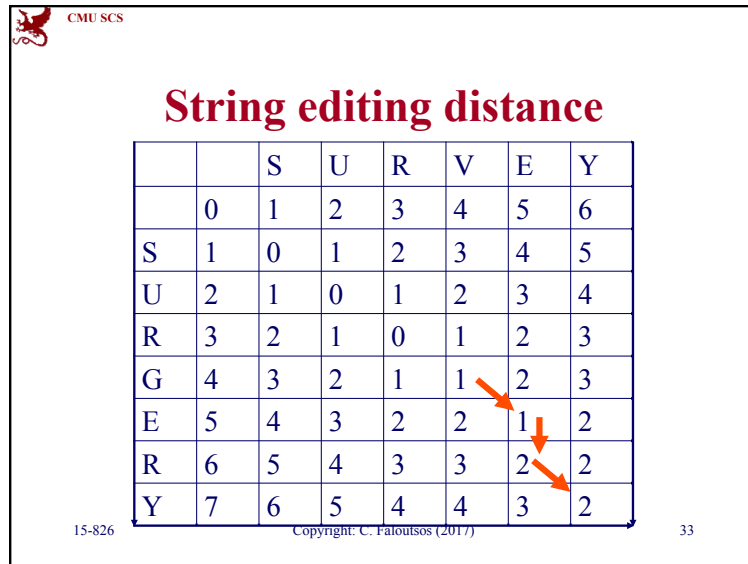 CMU SCS
String editing distance
S U R V E Y
0 1 2 3 4 5 6
S 1 0 1 2 3 4 5
U 2 1 0 1 2 3 4
R 3 2 1 0 1 2 3
G 4 3 2 1 1 2 3
E 5 4 3 2 2 1 2
R 6 5 4 3 3 2 2
Y 7 6 5 4 4 3 2
15-826 Copyright: C. Faloutsos (2017) 33